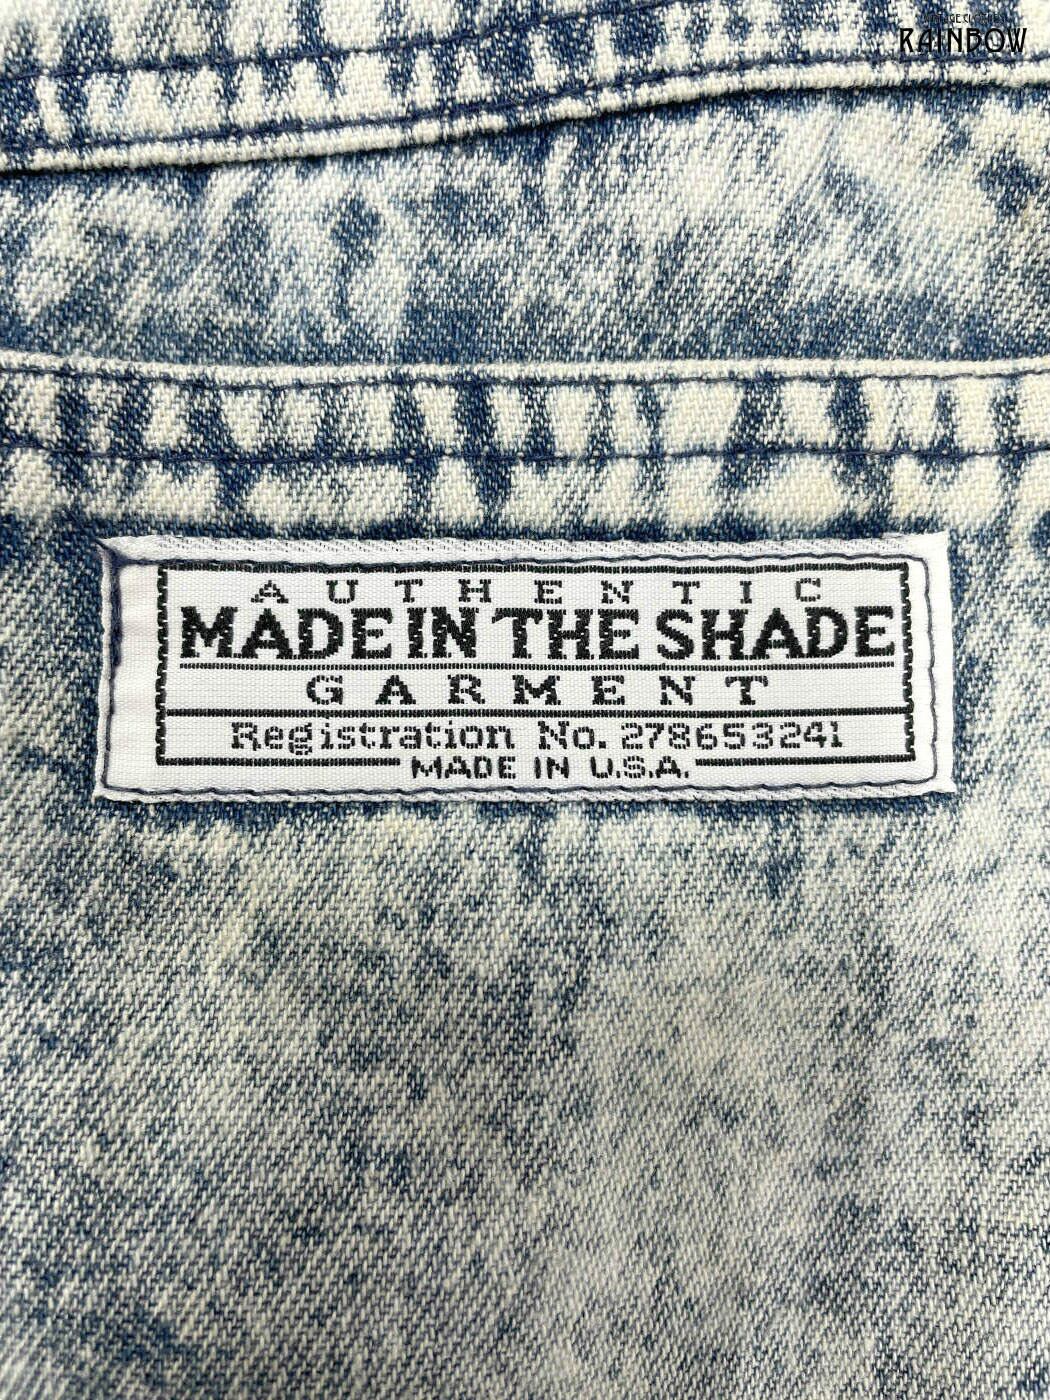 RAINBOW
AUTHENTIC
MADE IN THE SHADE
GARMENT
Registration No. 278653241
MADE IN U.S.A.